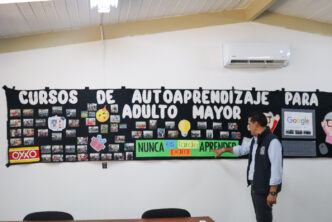 CURSOS DE AUTOAPRENDIZAJE PARA
ADULTO MAYOR
Google
NUNCA es tarde para APRENDER
OXXO